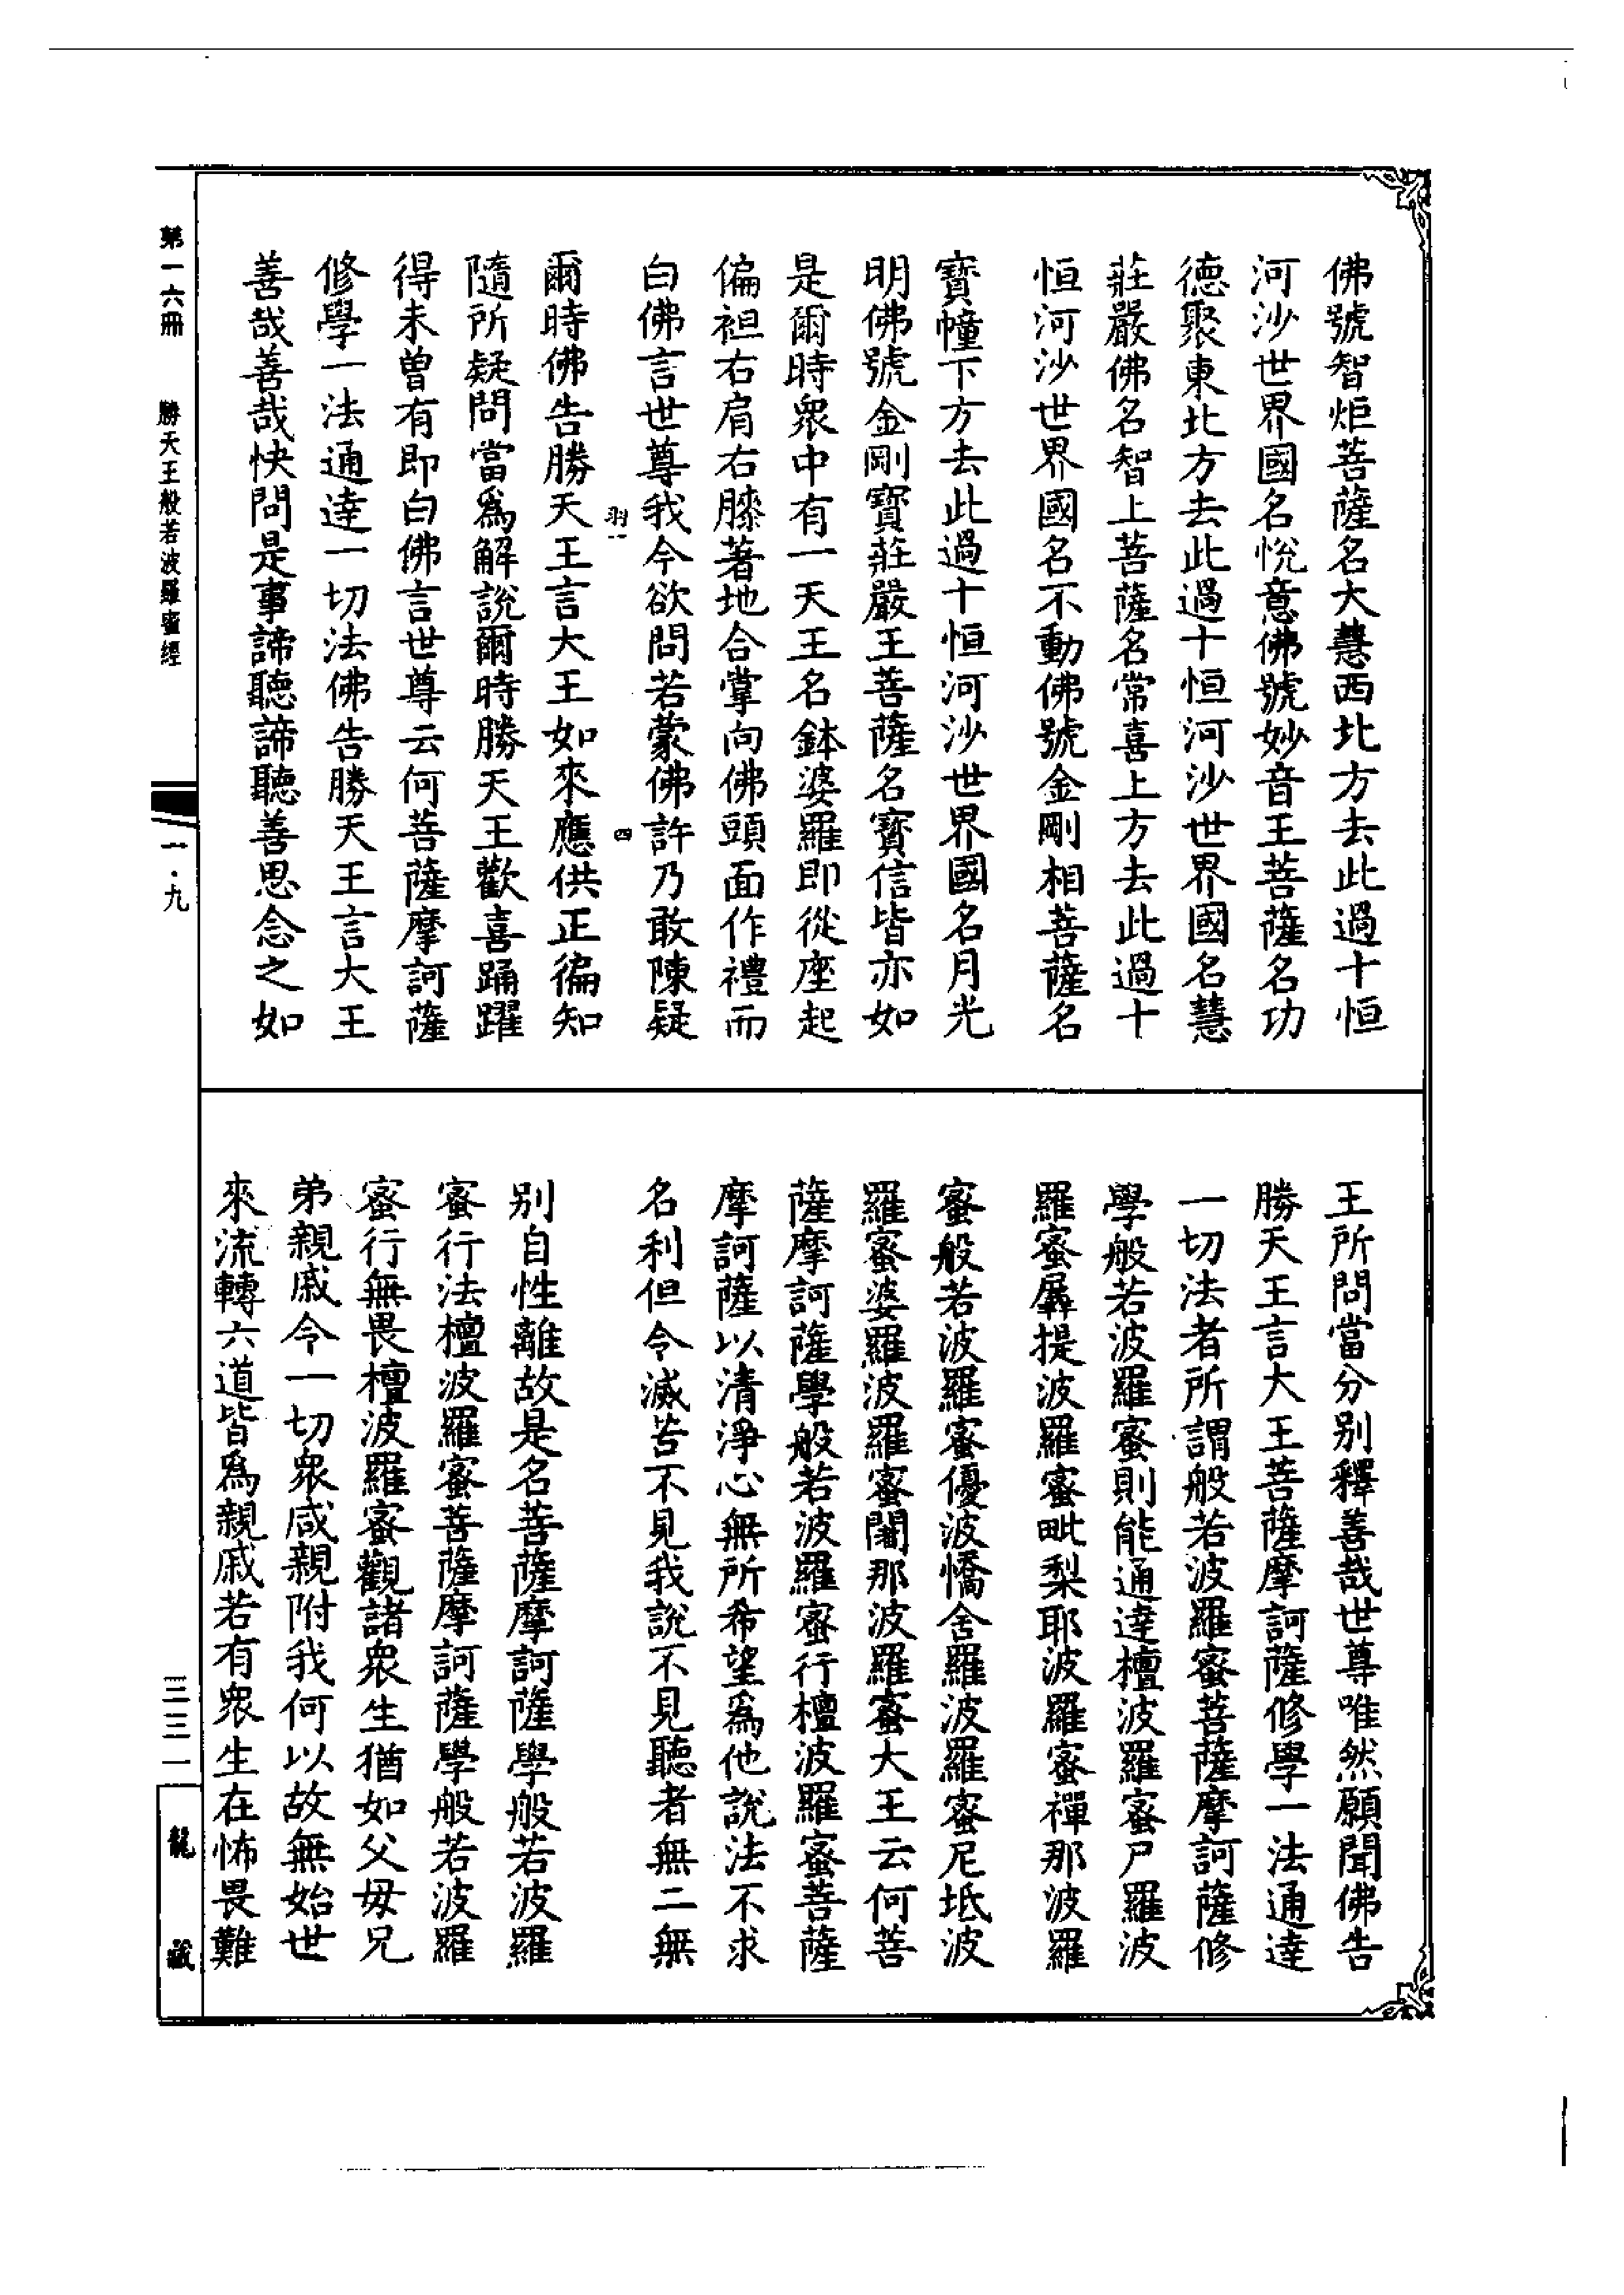 佛號智炬菩薩名大慧西北方去此過十恒
河沙世界國名悅意佛號妙音王菩薩名功
德聚東北方去此過十恒河沙世界國名慧
莊嚴佛名智上菩薩名常喜上方去此過十
恒河沙世界國名不動佛號金剛相菩薩名
寶幢下方去此過十恒河沙世界國名月光
明佛號金剛寶莊嚴王菩薩名寶信皆亦如
是爾時衆中有一天王名鉢婆羅即從座起
偏袒右肩右膝著地合掌向佛頭面作禮而
白佛言世尊我今欲問若蒙佛許乃敢陳疑
羽一 四
爾時佛告勝天王言大王如來應供正徧知
隨所疑問當爲解說爾時勝天王歡喜踊躍
得未曾有即白佛言世尊云何菩薩摩訶薩
修學一法通達一切法佛告勝天王言大王
善哉善哉快問是事諦聽諦聽善思念之如
王所問當分别釋善哉世尊唯然願聞佛告
勝天王言大王菩薩摩訶薩修學一法通達
一切法者所謂般若波羅蜜菩薩摩訶薩修
學般若波羅蜜則能通達檀波羅蜜尸羅波
羅蜜羼提波羅蜜毗梨耶波羅蜜禪那波羅
蜜般若波羅蜜優波憍舍羅波羅蜜尼坻波
羅蜜婆羅波羅蜜闍那波羅蜜大王云何菩
薩摩訶薩學般若波羅蜜行檀波羅蜜菩薩
摩訶薩以清淨心無所希望爲他說法不求
名利但令滅苦不見我說不見聽者無二無
别自性離故是名菩薩摩訶薩學般若波羅
蜜行法檀波羅蜜菩薩摩訶薩學般若波羅
蜜行無畏檀波羅蜜觀諸衆生猶如父母兄
弟親戚令一切衆咸親附我何以故無始世
來流轉六道皆爲親戚若有衆生在怖畏難
第一六冊 勝天王般若波羅蜜經
一・九
三三一
龍藏